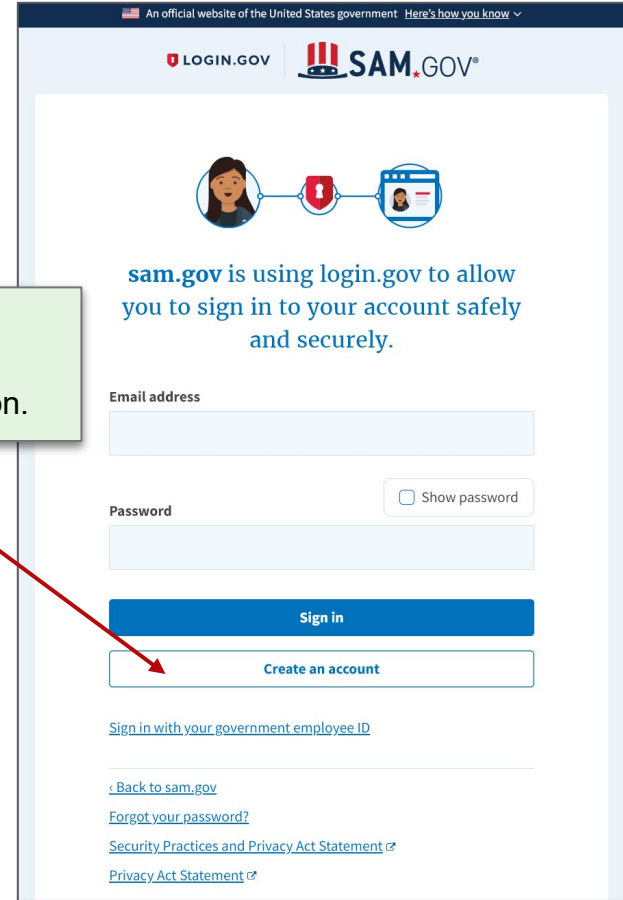 An official website of the United States government Here's how you know
LOGIN.GOV SAM.GOV®
sam.gov is using login.gov to allow
you to sign in to your account safely
and securely.
on.
Email address
Show password
Password
Sign in
Create an account
Sign in with your government employee ID
‹ Back to sam.gov
Forgot your password?
Security Practices and Privacy Act Statement
Privacy Act Statement